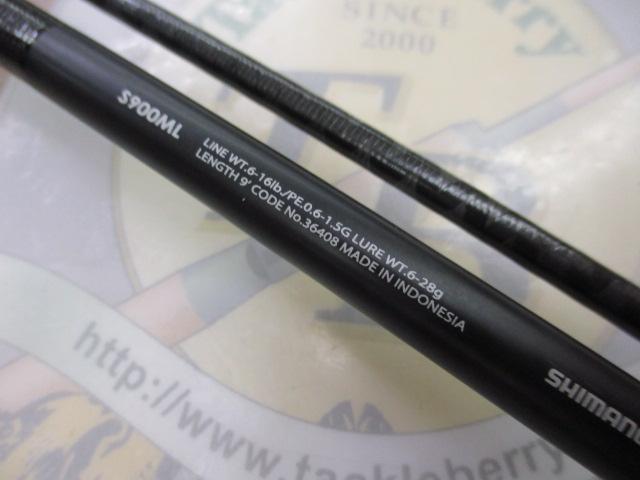 SINCE
2000
S900ML
LINE WT.6-16lb./PE.0.6-1.5G LURE WT.6-28g
LENGTH 9' CODE No.36408 MADE IN INDONESIA
SHIMANO
http://www.tackleberry